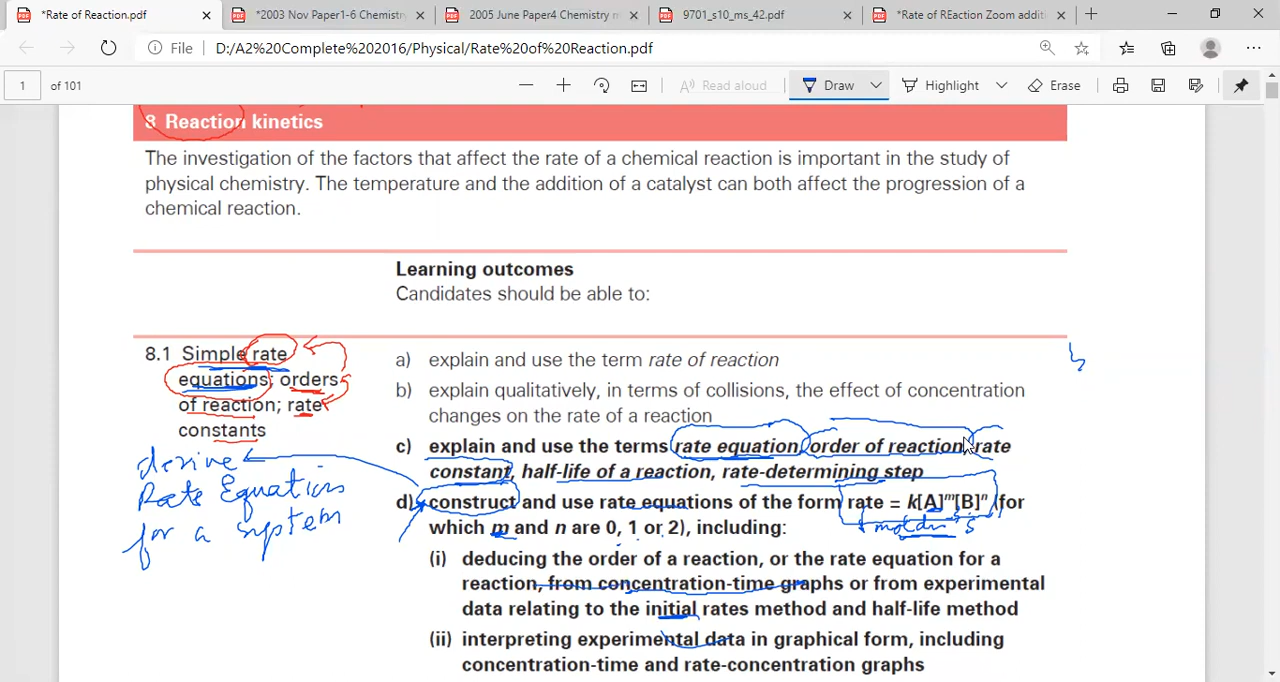 *Rate of Reaction.pdf
*2003 Nov Paper1-6 Chemistry
2005 June Paper4 Chemistry m
9701_s10_ms_42.pdf
*Rate of REaction Zoom additi
File D:/A2%20Complete%202016/Physical/Rate%20of%20Reaction.pdf
1 of 101
Read aloud
Draw
Highlight
Erase
8 Reaction kinetics
The investigation of the factors that affect the rate of a chemical reaction is important in the study of
physical chemistry. The temperature and the addition of a catalyst can both affect the progression of a
chemical reaction.
Learning outcomes
Candidates should be able to:
8.1 Simple rate
equations; orders
of reaction; rate
constants
derive
Rate Equation
for a system
a) explain and use the term rate of reaction
b) explain qualitatively, in terms of collisions, the effect of concentration
changes on the rate of a reaction
c) explain and use the terms rate equation, order of reaction, rate
constant, half-life of a reaction, rate-determining step
d) construct and use rate equations of the form rate = k[A]ᵐ[B]ⁿ (for
which m and n are 0, 1 or 2), including:
(i) deducing the order of a reaction, or the rate equation for a
reaction, from concentration-time graphs or from experimental
data relating to the initial rates method and half-life method
(ii) interpreting experimental data in graphical form, including
concentration-time and rate-concentration graphs